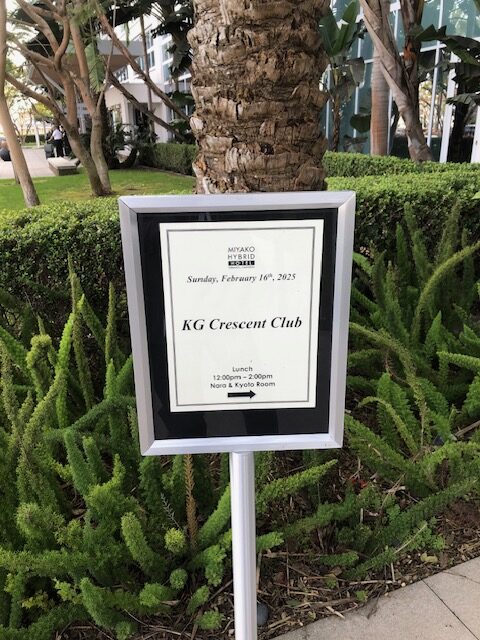 MIYAKO
HYBRID
HOTEL
Sunday, February 16th, 2025
KG Crescent Club
Lunch
12:00pm – 2:00pm
Nara & Kyoto Room